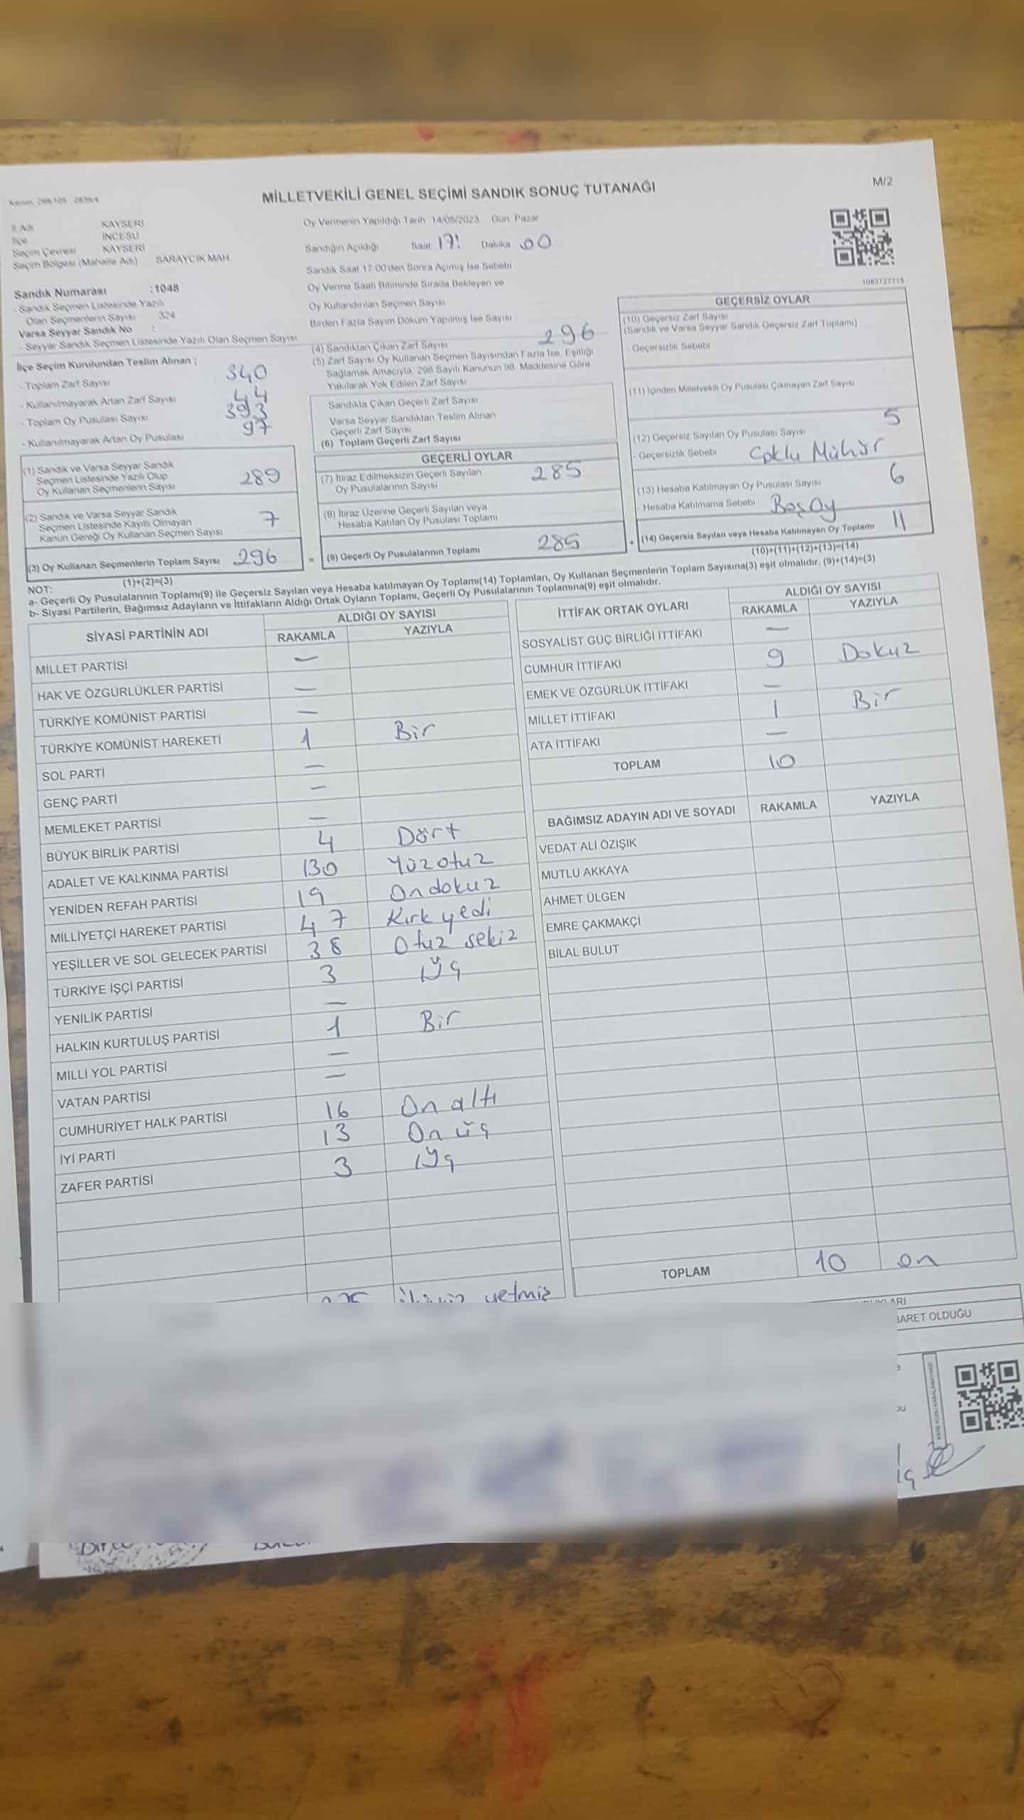 MİLLETVEKİLİ GENEL SEÇİMİ SANDIK SONUÇ TUTANAĞI
M/2
İl Adı KAYSERİ
İlçe İNCESU
Seçim Çevresi KAYSERİ
Seçim Bölgesi (Mahalle Adı) SARAYCIK MAH
Sandık Numarası :1048
- Sandık Seçmen Listesinde Yazılı
Olan Seçmenlerin Sayısı 324
Varsa Seyyar Sandık No :
- Seyyar Sandık Seçmen Listesinde Yazılı Olan Seçmen Sayısı
Oy Vermenin Yapıldığı Tarih 14/05/2023 Gün: Pazar
Sandığın Açıldığı Saat 17: Dakika 00
Sandık Saat 17:00'den Sonra Açımış İse Sebebi
Oy Verme Saati Bitiminde Sırada Bekleyen ve
Oy Kullandırılan Seçmen Sayısı
Birden Fazla Sayım Döküm Yapılmış İse Sayısı
1083727715
İlçe Seçim Kurulundan Teslim Alınan ;
- Toplam Zarf Sayısı 340
- Kullanılmayarak Artan Zarf Sayısı 44
- Toplam Oy Pusulası Sayısı 393
- Kullanılmayarak Artan Oy Pusulası 97
(1) Sandık ve Varsa Seyyar Sandık
Seçmen Listesinde Yazılı Olup
Oy Kullanan Seçmenlerin Sayısı 289
(2) Sandık ve Varsa Seyyar Sandık
Seçmen Listesinde Kayıtlı Olmayan
Kanun Gereği Oy Kullanan Seçmen Sayısı 7
(3) Oy Kullanan Seçmenlerin Toplam Sayısı 296
(1)+(2)=(3)
(4) Sandıktan Çıkan Zarf Sayısı 296
(5) Zarf Sayısı Oy Kullanan Seçmen Sayısından Fazla İse, Eşitliği
Sağlamak Amacıyla, 298 Sayılı Kanunun 98. Maddesine Göre
Yakılarak Yok Edilen Zarf Sayısı
Sandıkta Çıkan Geçerli Zarf Sayısı
Varsa Seyyar Sandıktan Teslim Alınan
Geçerli Zarf Sayısı
(6) Toplam Geçerli Zarf Sayısı
GEÇERLİ OYLAR
(7) İtiraz Edilmeksizin Geçerli Sayılan
Oy Pusulalarının Sayısı 285
(8) İtiraz Üzerine Geçerli Sayılan veya
Hesaba Katılan Oy Pusulası Toplamı
= (9) Geçerli Oy Pusulalarının Toplamı 285
GEÇERSİZ OYLAR
(10) Geçersiz Zarf Sayısı
(Sandık ve Varsa Seyyar Sandık Geçersiz Zarf Toplamı)
- Geçersizlik Sebebi
(11) İçinden Milletvekili Oy Pusulası Çıkmayan Zarf Sayısı
(12) Geçersiz Sayılan Oy Pusulası Sayısı 5
- Geçersizlik Sebebi Çoklu Mühür
(13) Hesaba Katılmayan Oy Pusulası Sayısı 6
- Hesaba Katılmama Sebebi Boş Oy
+ (14) Geçersiz Sayılan veya Hesaba Katılmayan Oy Toplamı 11
(10)+(11)+(12)+(13)=(14)
NOT:
a- Geçerli Oy Pusulalarının Toplamı(9) ile Geçersiz Sayılan veya Hesaba katılmayan Oy Toplamı(14) Toplamları, Oy Kullanan Seçmenlerin Toplam Sayısına(3) eşit olmalıdır. (9)+(14)=(3)
b- Siyasi Partilerin, Bağımsız Adayların ve İttifakların Aldığı Ortak Oyların Toplamı, Geçerli Oy Pusulalarının Toplamına(9) eşit olmalıdır.
SİYASİ PARTİNİN ADI ALDIĞI OY SAYISI
RAKAMLA YAZIYLA
MİLLET PARTİSİ —
HAK VE ÖZGÜRLÜKLER PARTİSİ —
TÜRKİYE KOMÜNİST PARTİSİ —
TÜRKİYE KOMÜNİST HAREKETİ 1 Bir
SOL PARTİ —
GENÇ PARTİ —
MEMLEKET PARTİSİ —
BÜYÜK BİRLİK PARTİSİ 4 Dört
ADALET VE KALKINMA PARTİSİ 130 Yüzotuz
YENİDEN REFAH PARTİSİ 19 On dokuz
MİLLİYETÇİ HAREKET PARTİSİ 47 Kırk yedi
YEŞİLLER VE SOL GELECEK PARTİSİ 38 Otuz sekiz
TÜRKİYE İŞÇİ PARTİSİ 3 Üç
YENİLİK PARTİSİ —
HALKIN KURTULUŞ PARTİSİ 1 Bir
MİLLİ YOL PARTİSİ —
VATAN PARTİSİ —
CUMHURİYET HALK PARTİSİ 16 On altı
İYİ PARTİ 13 On üç
ZAFER PARTİSİ 3 Üç
İTTİFAK ORTAK OYLARI ALDIĞI OY SAYISI
RAKAMLA YAZIYLA
SOSYALİST GÜÇ BİRLİĞİ İTTİFAKI —
CUMHUR İTTİFAKI 9 Dokuz
EMEK VE ÖZGÜRLÜK İTTİFAKI —
MİLLET İTTİFAKI 1 Bir
ATA İTTİFAKI —
TOPLAM 10
BAĞIMSIZ ADAYIN ADI VE SOYADI RAKAMLA YAZIYLA
VEDAT ALİ ÖZIŞIK
MUTLU AKKAYA
AHMET ÜLGEN
EMRE ÇAKMAKÇİ
BİLAL BULUT
TOPLAM 10 on
yetmiş
ARET OLDUĞU